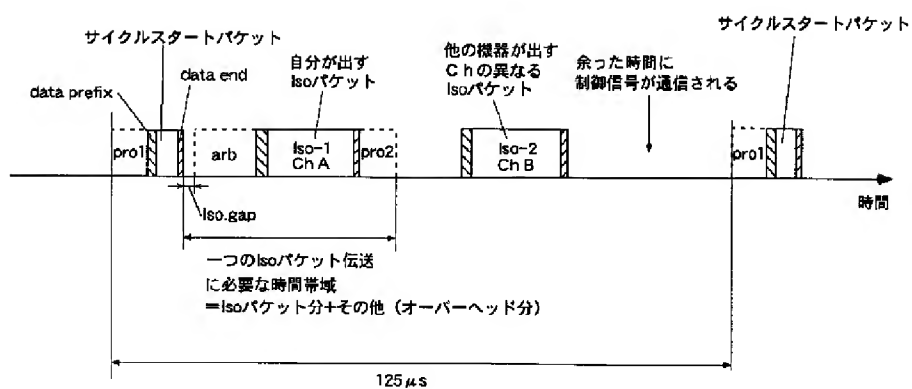 サイクルスタートパケット
サイクルスタートパケット
自分が出す
Isoパケット
他の機器が出す
Chの異なる
Isoパケット
余った時間に
制御信号が通信される
data prefix
data end
pro1
arb
Iso-1
Ch A
pro2
Iso-2
Ch B
pro1
時間
Iso.gap
一つのIsoパケット伝送
に必要な時間帯域
=Isoパケット分+その他(オーバーヘッド分)
125μs